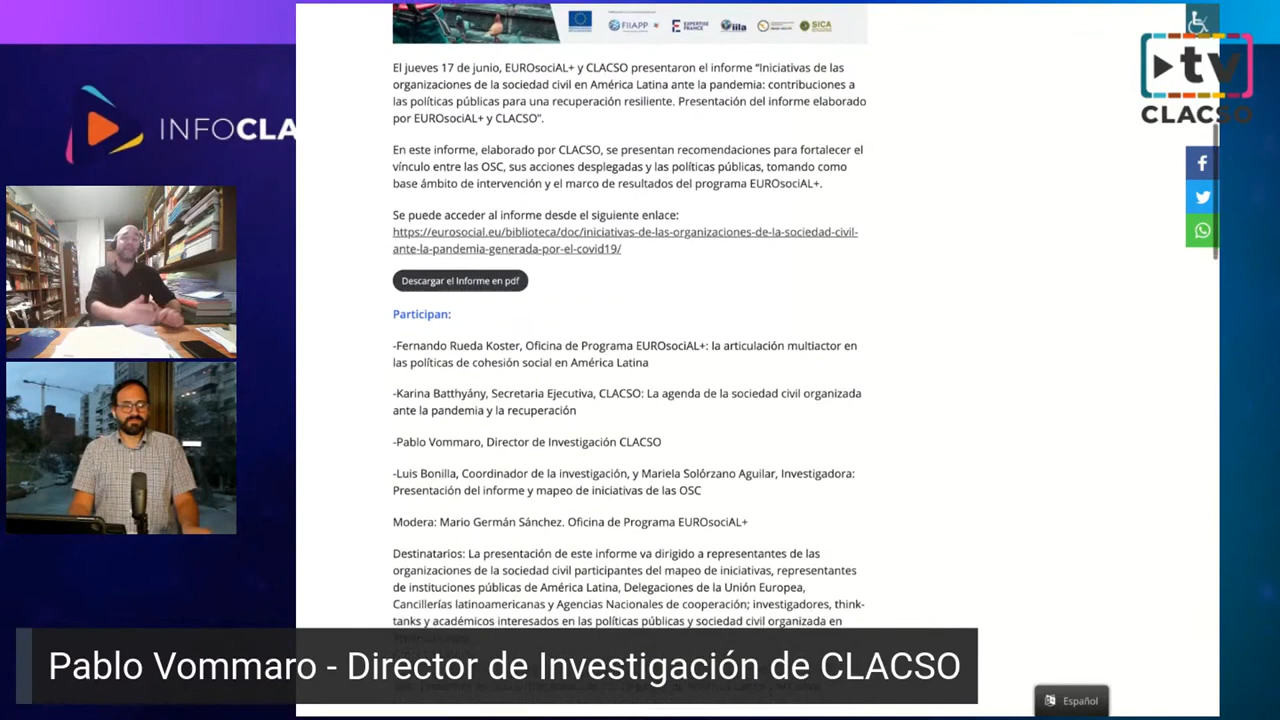 FIIAPP
EXPERTISE
FRANCE
iila
SICA
tv
CLACSO
INFOCLA
El jueves 17 de junio, EUROsociAL+ y CLACSO presentaron el informe "Iniciativas de las
organizaciones de la sociedad civil en América Latina ante la pandemia: contribuciones a
las políticas públicas para una recuperación resiliente. Presentación del informe elaborado
por EUROsociAL+ y CLACSO".
En este informe, elaborado por CLACSO, se presentan recomendaciones para fortalecer el
vínculo entre las OSC, sus acciones desplegadas y las políticas públicas, tomando como
base ámbito de intervención y el marco de resultados del programa EUROsociAL+.
Se puede acceder al informe desde el siguiente enlace:
https://eurosocial.eu/biblioteca/doc/iniciativas-de-las-organizaciones-de-la-sociedad-civil-
ante-la-pandemia-generada-por-el-covid19/
Descargar el Informe en pdf
Participan:
-Fernando Rueda Koster, Oficina de Programa EUROsociAL+: la articulación multiactor en
las políticas de cohesión social en América Latina
-Karina Batthyány, Secretaria Ejecutiva, CLACSO: La agenda de la sociedad civil organizada
ante la pandemia y la recuperación
-Pablo Vommaro, Director de Investigación CLACSO
-Luis Bonilla, Coordinador de la investigación, y Mariela Solórzano Aguilar, Investigadora:
Presentación del informe y mapeo de iniciativas de las OSC
Modera: Mario Germán Sánchez. Oficina de Programa EUROsociAL+
Destinatarios: La presentación de este informe va dirigido a representantes de las
organizaciones de la sociedad civil participantes del mapeo de iniciativas, representantes
de instituciones públicas de América Latina, Delegaciones de la Unión Europea,
Cancillerías latinoamericanas y Agencias Nacionales de cooperación; investigadores, think-
tanks y académicos interesados en las políticas públicas y sociedad civil organizada en
Pablo Vommaro - Director de Investigación de CLACSO
Español